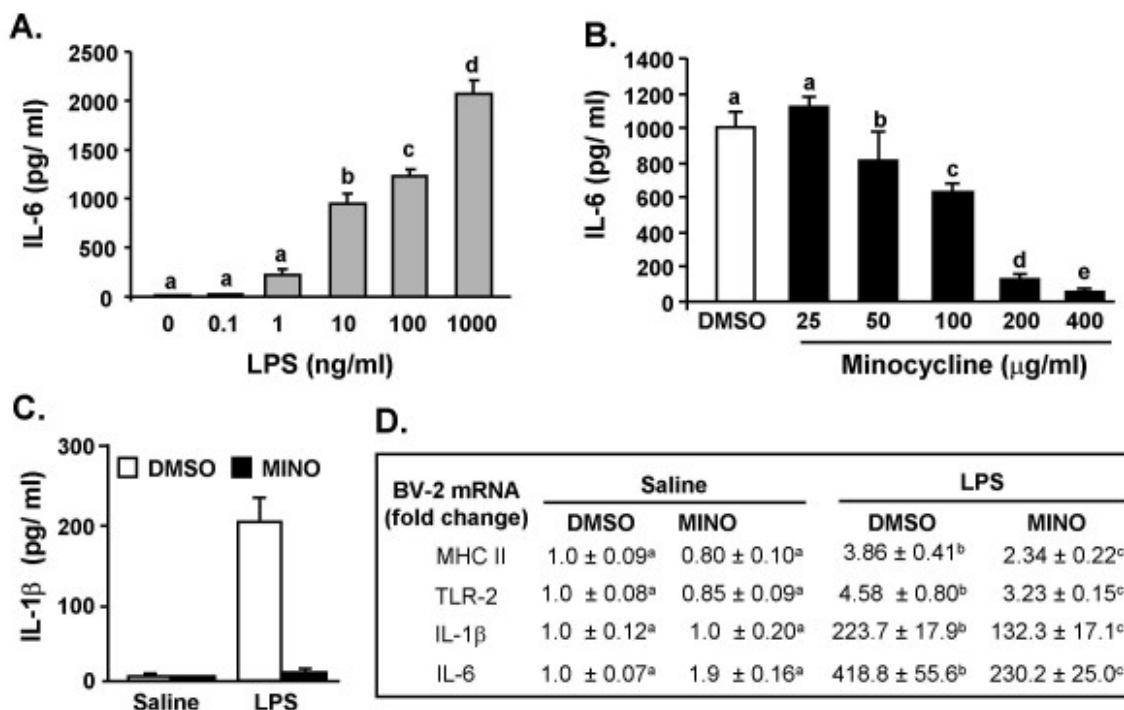 A.
2500
2000
1500
1000
500
0
IL-6 (pg/ ml)
a
a
a
b
c
d
0 0.1 1 10 100 1000
LPS (ng/ml)
B.
1400
1200
1000
800
600
400
200
0
IL-6 (pg/ ml)
a
a
b
c
d
e
DMSO 25 50 100 200 400
Minocycline (μg/ml)
C.
300
200
100
0
IL-1β (pg/ ml)
DMSO MINO
Saline LPS
D.
BV-2 mRNA
(fold change)
Saline LPS
DMSO MINO DMSO MINO
MHC II 1.0 ± 0.09ᵃ 0.80 ± 0.10ᵃ 3.86 ± 0.41ᵇ 2.34 ± 0.22ᶜ
TLR-2 1.0 ± 0.08ᵃ 0.85 ± 0.09ᵃ 4.58 ± 0.80ᵇ 3.23 ± 0.15ᶜ
IL-1β 1.0 ± 0.12ᵃ 1.0 ± 0.20ᵃ 223.7 ± 17.9ᵇ 132.3 ± 17.1ᶜ
IL-6 1.0 ± 0.07ᵃ 1.9 ± 0.16ᵃ 418.8 ± 55.6ᵇ 230.2 ± 25.0ᶜ